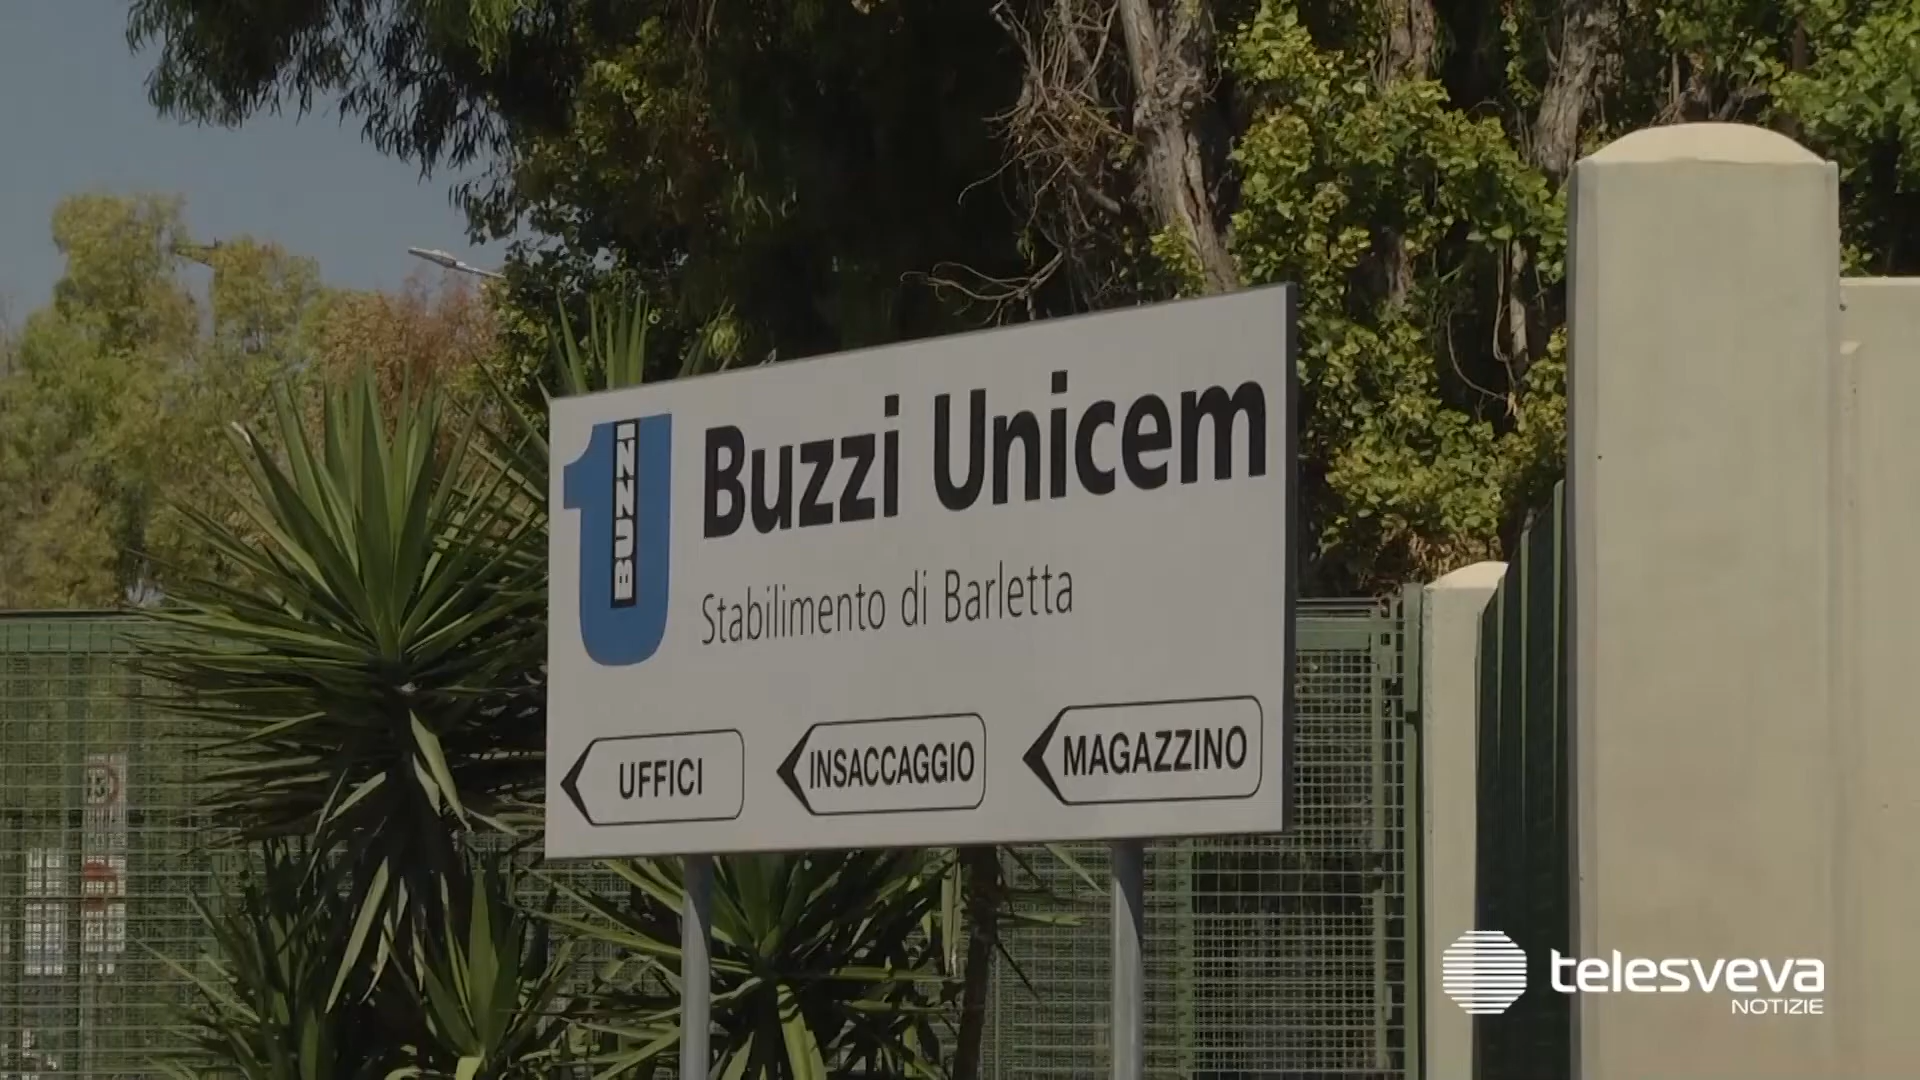 BUZZI
Buzzi Unicem
Stabilimento di Barletta
UFFICI
INSACCAGGIO
MAGAZZINO
telesveva
NOTIZIE